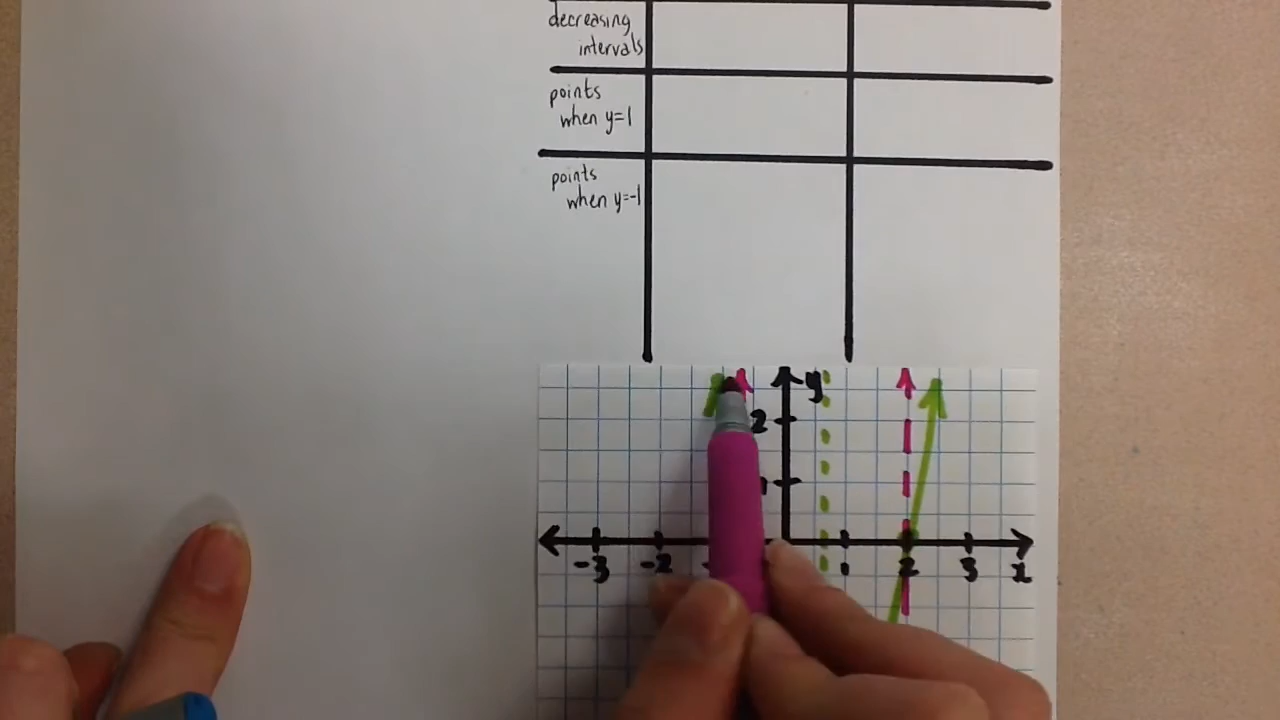 decreasing
intervals
points
when y=1
points
when y=-1
y
2
1
-3 -2 1 2 3 x